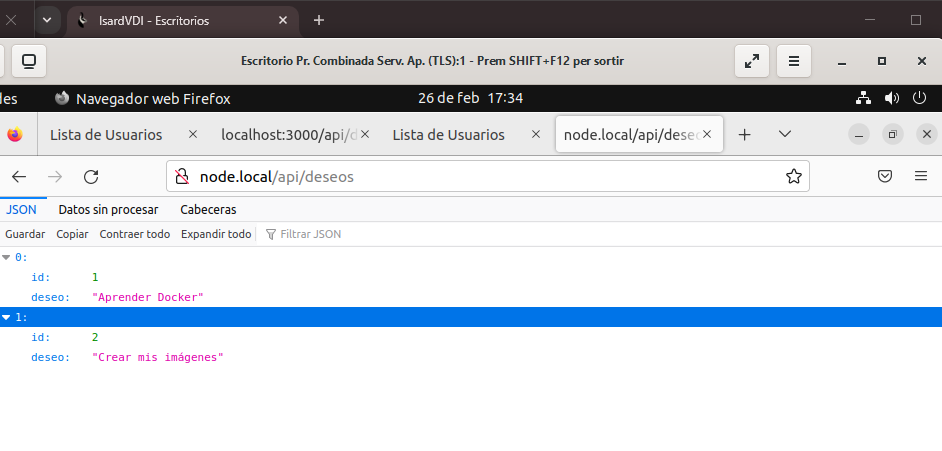 IsardVDI - Escritorios
Escritorio Pr. Combinada Serv. Ap. (TLS):1 - Prem SHIFT+F12 per sortir
des Navegador web Firefox 26 de feb 17:34
Lista de Usuarios localhost:3000/api/d Lista de Usuarios node.local/api/deseo
node.local/api/deseos
JSON Datos sin procesar Cabeceras
Guardar Copiar Contraer todo Expandir todo Filtrar JSON
0:
id: 1
deseo: "Aprender Docker"
1:
id: 2
deseo: "Crear mis imágenes"